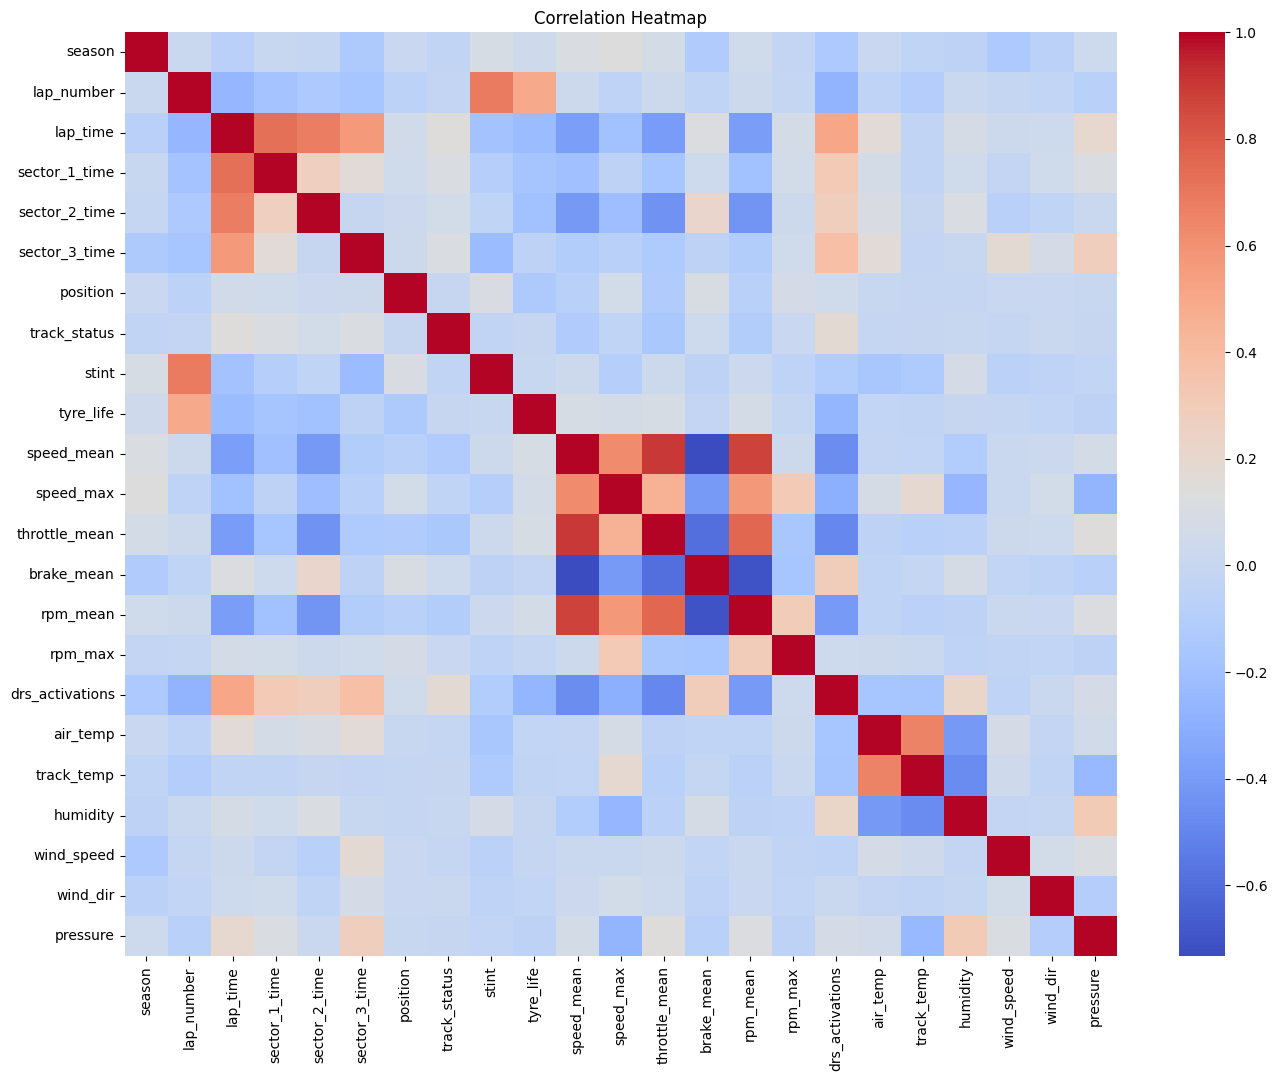 Correlation Heatmap
season
lap_number
lap_time
sector_1_time
sector_2_time
sector_3_time
position
track_status
stint
tyre_life
speed_mean
speed_max
throttle_mean
brake_mean
rpm_mean
rpm_max
drs_activations
air_temp
track_temp
humidity
wind_speed
wind_dir
pressure
season
lap_number
lap_time
sector_1_time
sector_2_time
sector_3_time
position
track_status
stint
tyre_life
speed_mean
speed_max
throttle_mean
brake_mean
rpm_mean
rpm_max
drs_activations
air_temp
track_temp
humidity
wind_speed
wind_dir
pressure
1.0
0.8
0.6
0.4
0.2
0.0
−0.2
−0.4
−0.6